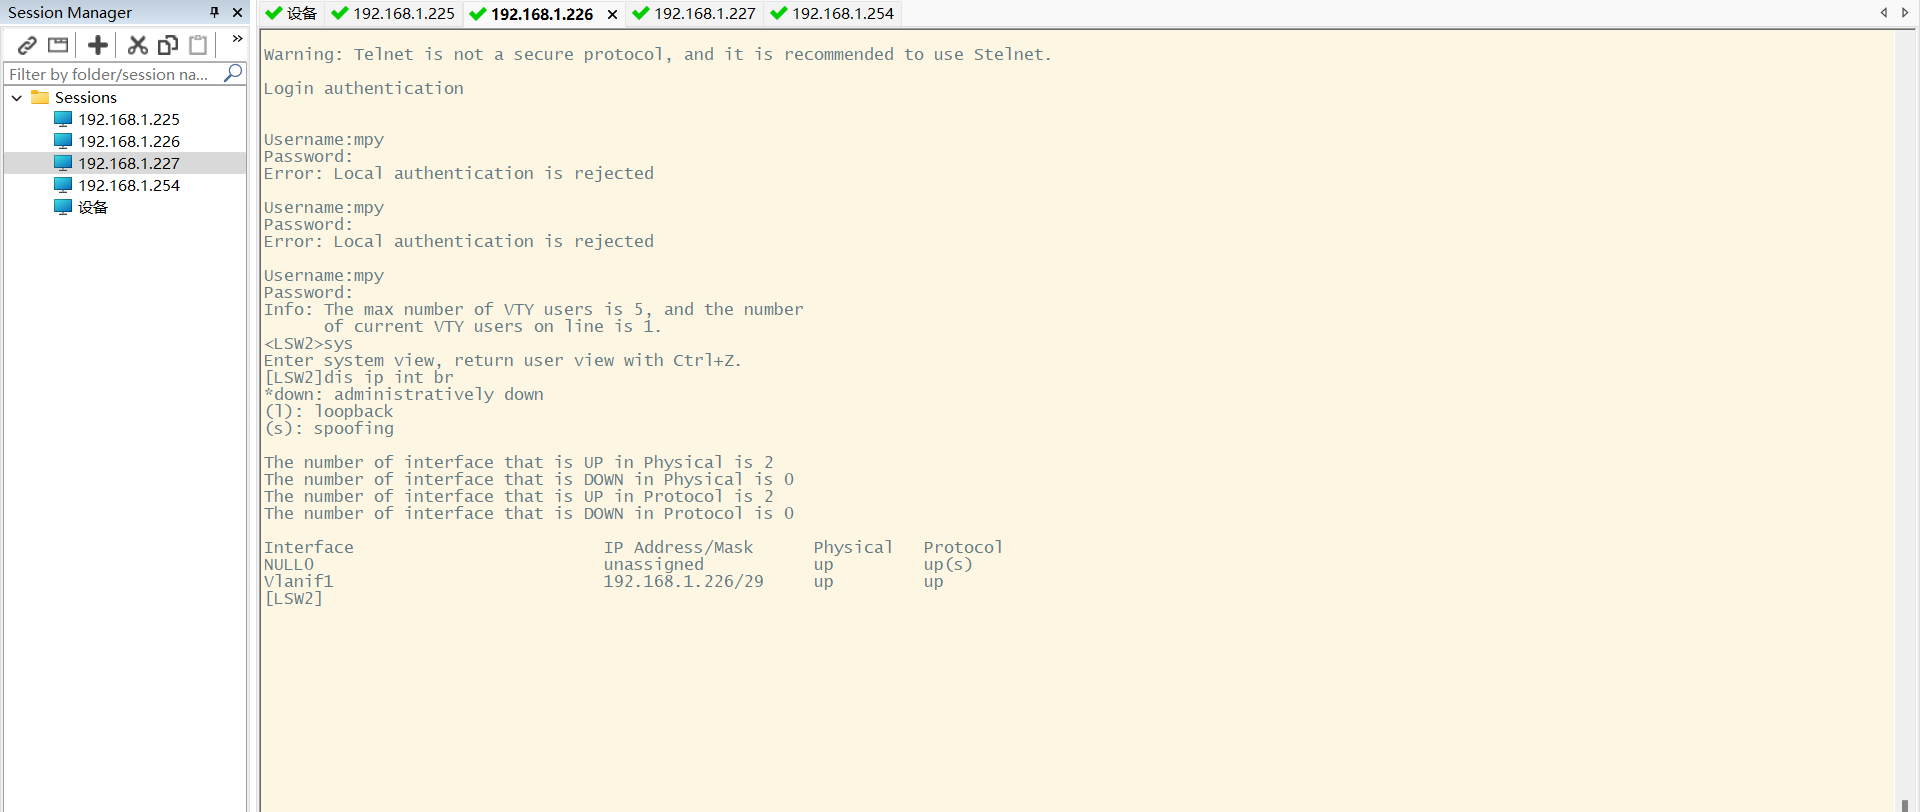 Session Manager
Filter by folder/session na...
Sessions
192.168.1.225
192.168.1.226
192.168.1.227
192.168.1.254
设备
设备 192.168.1.225 192.168.1.226 192.168.1.227 192.168.1.254
Warning: Telnet is not a secure protocol, and it is recommended to use Stelnet.
Login authentication
Username:mpy
Password:
Error: Local authentication is rejected
Username:mpy
Password:
Error: Local authentication is rejected
Username:mpy
Password:
Info: The max number of VTY users is 5, and the number
of current VTY users on line is 1.
<LSW2>sys
Enter system view, return user view with Ctrl+Z.
[LSW2]dis ip int br
*down: administratively down
(l): loopback
(s): spoofing
The number of interface that is UP in Physical is 2
The number of interface that is DOWN in Physical is 0
The number of interface that is UP in Protocol is 2
The number of interface that is DOWN in Protocol is 0
Interface IP Address/Mask Physical Protocol
NULL0 unassigned up up(s)
Vlanif1 192.168.1.226/29 up up
[LSW2]